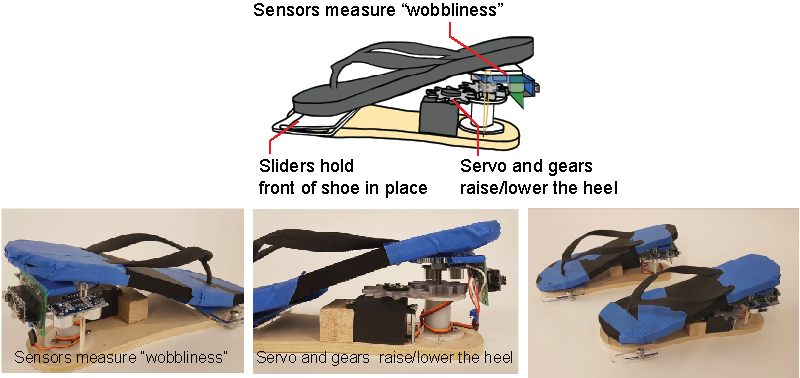 Sensors measure “wobbliness”
Sliders hold
front of shoe in place
Servo and gears
raise/lower the heel
Sensors measure “wobbliness”
Servo and gears  raise/lower the heel